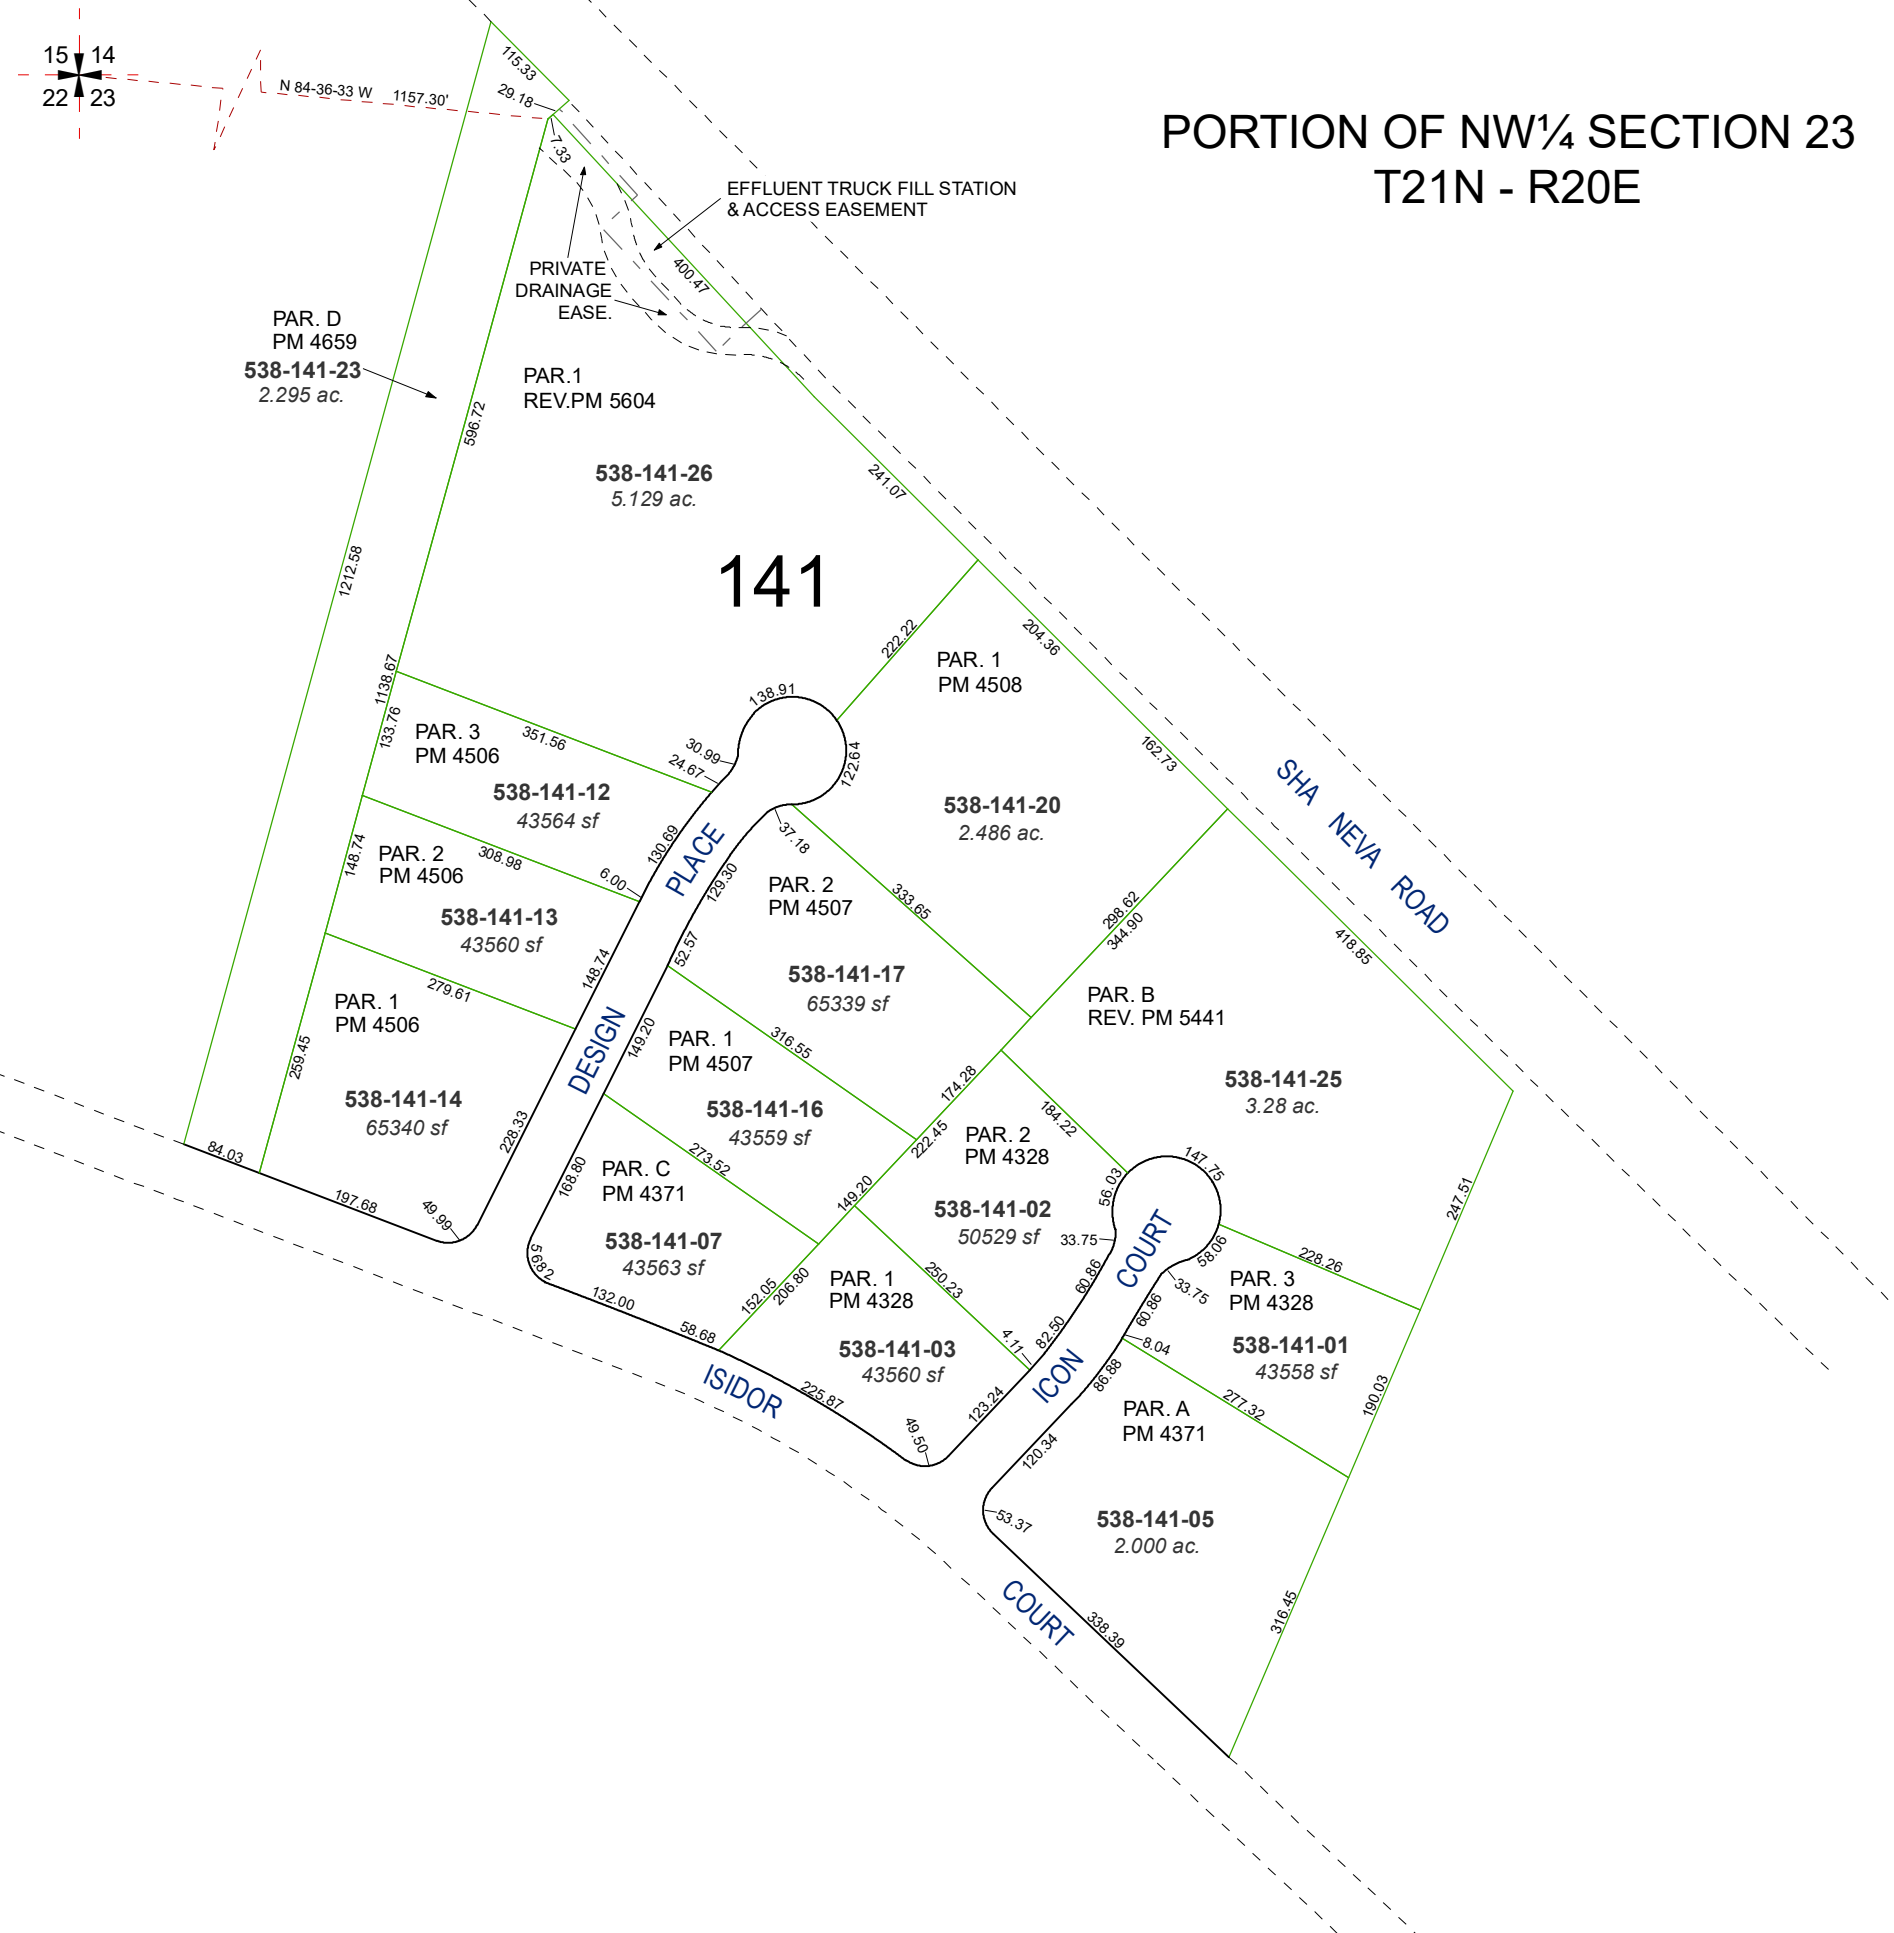 15 14
22 23
N 84-36-33 W 1157.30'
PORTION OF NW¼ SECTION 23
T21N - R20E
115.33
29.18
7.33
EFFLUENT TRUCK FILL STATION
& ACCESS EASEMENT
PRIVATE
DRAINAGE
EASE.
400.47
PAR. D
PM 4659
538-141-23
2.295 ac.
PAR.1
REV.PM 5604
596.72
538-141-26
5.129 ac.
241.07
141
1212.58
222.22
204.36
PAR. 1
PM 4508
1138.67
133.76
138.91
PAR. 3
PM 4506
351.56
30.99
24.67
122.64
162.73
538-141-12
43564 sf
538-141-20
2.486 ac.
SHA NEVA ROAD
148.74
PAR. 2
PM 4506
308.98
6.00
130.69
PLACE
129.30
37.18
PAR. 2
PM 4507
333.65
298.62
344.90
418.85
538-141-13
43560 sf
52.57
148.74
538-141-17
65339 sf
279.61
PAR. 1
PM 4506
PAR. B
REV. PM 5441
259.45
DESIGN
149.20
PAR. 1
PM 4507
316.55
174.28
538-141-25
3.28 ac.
538-141-14
65340 sf
538-141-16
43559 sf
184.22
228.33
222.45
PAR. 2
PM 4328
84.03
168.80
PAR. C
PM 4371
273.52
147.75
56.03
197.68
49.99
149.20
538-141-02
50529 sf
33.75
COURT
58.06
247.51
538-141-07
43563 sf
5.68
2
228.26
132.00
152.05
206.80
PAR. 1
PM 4328
250.23
60.86
33.75
PAR. 3
PM 4328
58.68
538-141-03
43560 sf
4.11
82.50
60.86
8.04
538-141-01
43558 sf
ISIDOR
225.87
ICON
86.88
123.24
277.32
190.03
49.50
PAR. A
PM 4371
120.34
53.37
538-141-05
2.000 ac.
COURT
338.39
316.45